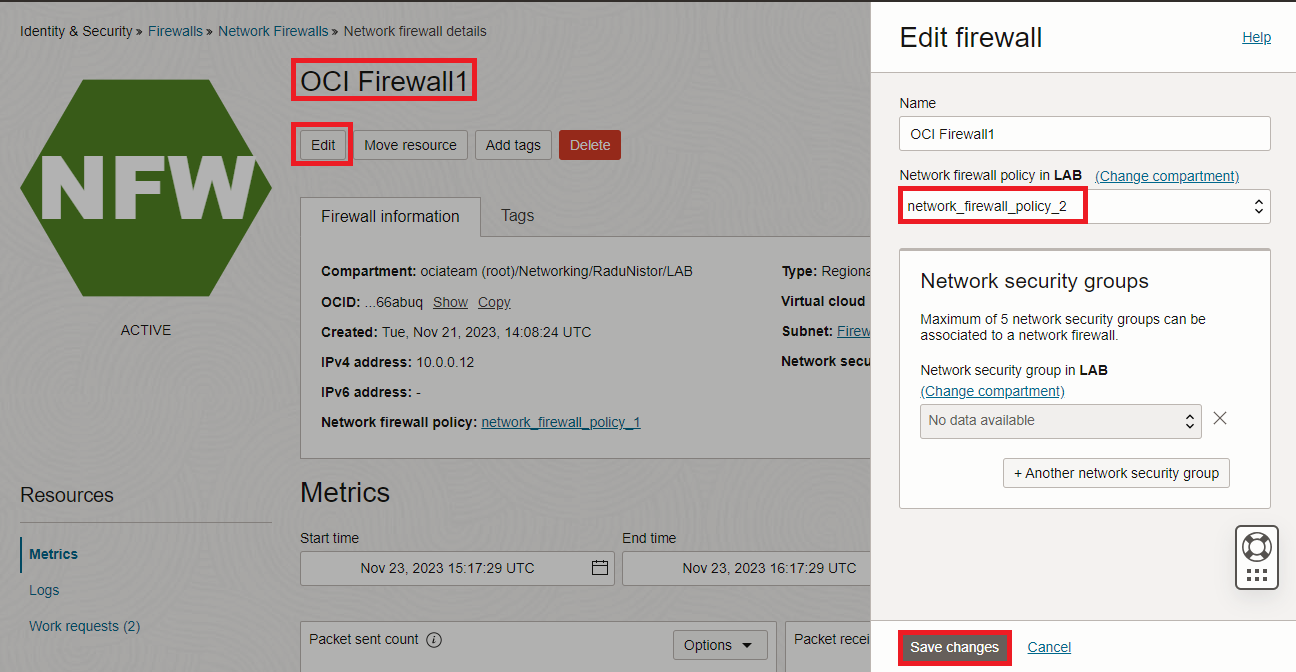 Identity & Security » Firewalls » Network Firewalls » Network firewall details
NFW
ACTIVE
OCI Firewall1
Edit Move resource Add tags Delete
Firewall information Tags
Compartment: ociateam (root)/Networking/RaduNistor/LAB
OCID: ...66abuq Show Copy
Created: Tue, Nov 21, 2023, 14:08:24 UTC
IPv4 address: 10.0.0.12
IPv6 address: -
Network firewall policy: network_firewall_policy_1
Type: Regiona
Virtual cloud
Subnet: Firew
Network secu
Resources
Metrics
Logs
Work requests (2)
Metrics
Start time End time
Nov 23, 2023 15:17:29 UTC Nov 23, 2023 16:17:29 UTC
Packet sent count Options Packet recei
Edit firewall Help
Name
OCI Firewall1
Network firewall policy in LAB (Change compartment)
network_firewall_policy_2
Network security groups
Maximum of 5 network security groups can be
associated to a network firewall.
Network security group in LAB
(Change compartment)
No data available
+ Another network security group
Save changes Cancel